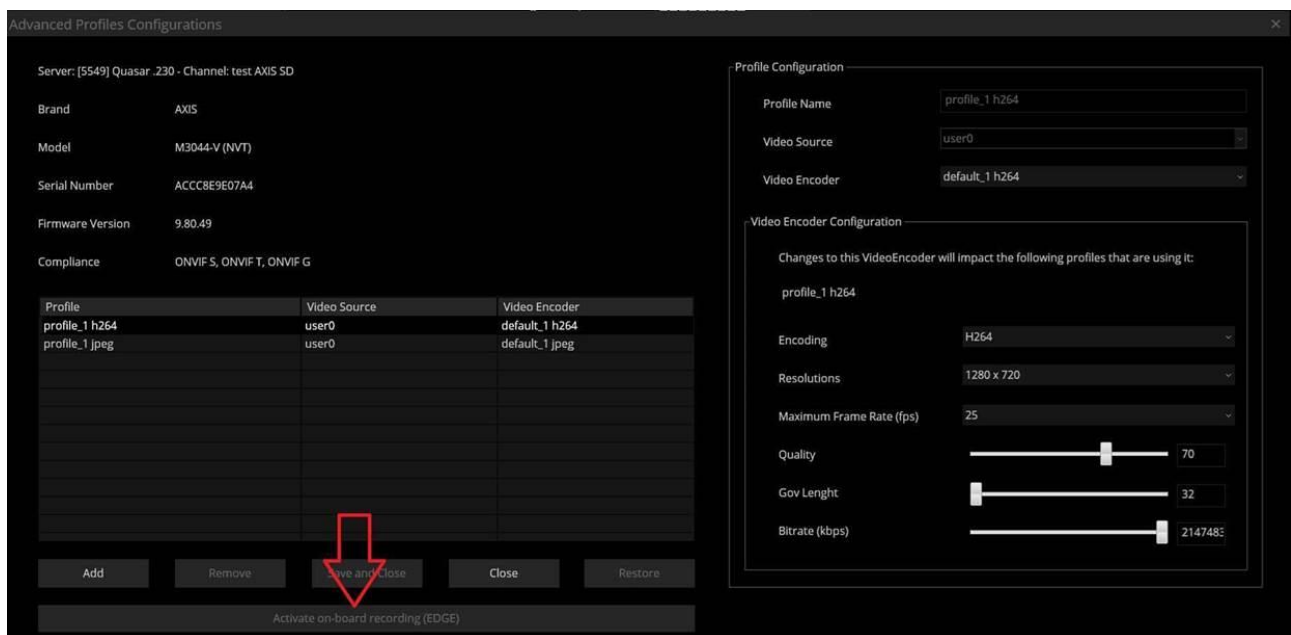 Advanced Profiles Configurations
Server: [5549] Quasar .230 - Channel: test AXIS SD
Brand AXIS
Model M3044-V (NVT)
Serial Number ACCC8E9E07A4
Firmware Version 9.80.49
Compliance ONVIF S, ONVIF T, ONVIF G
Profile Video Source Video Encoder
profile_1 h264 user0 default_1 h264
profile_1 jpeg user0 default_1 jpeg
Add Remove Save and Close Close Restore
Activate on-board recording (EDGE)
Profile Configuration
Profile Name profile_1 h264
Video Source user0
Video Encoder default_1 h264
Video Encoder Configuration
Changes to this VideoEncoder will impact the following profiles that are using it:
profile_1 h264
Encoding H264
Resolutions 1280 x 720
Maximum Frame Rate (fps) 25
Quality 70
Gov Lenght 32
Bitrate (kbps) 2147483